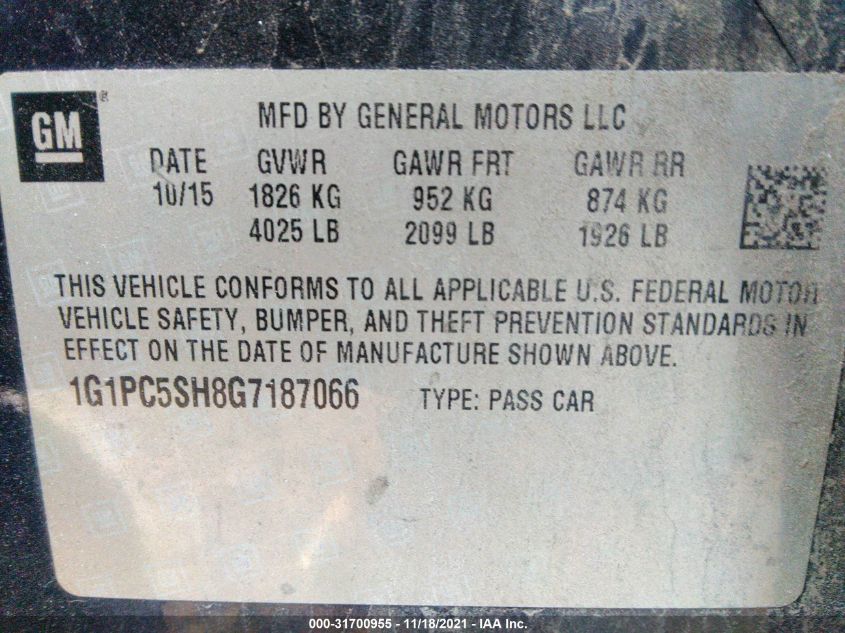 GM ®
MFD BY GENERAL MOTORS LLC
DATE GVWR GAWR FRT GAWR RR
10/15 1826 KG 952 KG 874 KG
4025 LB 2099 LB 1926 LB
THIS VEHICLE CONFORMS TO ALL APPLICABLE U.S. FEDERAL MOTOR
VEHICLE SAFETY, BUMPER, AND THEFT PREVENTION STANDARDS IN
EFFECT ON THE DATE OF MANUFACTURE SHOWN ABOVE.
1G1PC5SH8G7187066 TYPE: PASS CAR
000-31700955 - 11/18/2021 - IAA Inc.